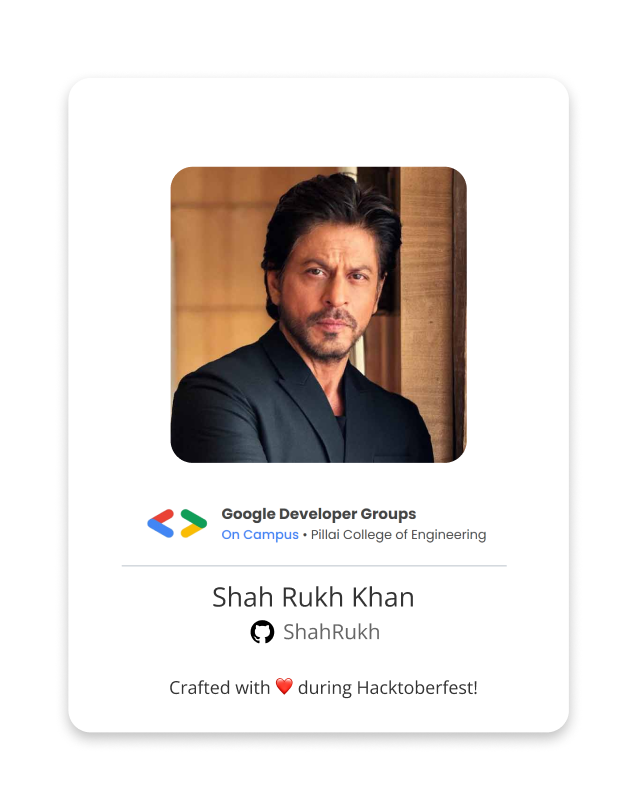 Google Developer Groups
On Campus • Pillai College of Engineering
Shah Rukh Khan
ShahRukh
Crafted with ❤️ during Hacktoberfest!